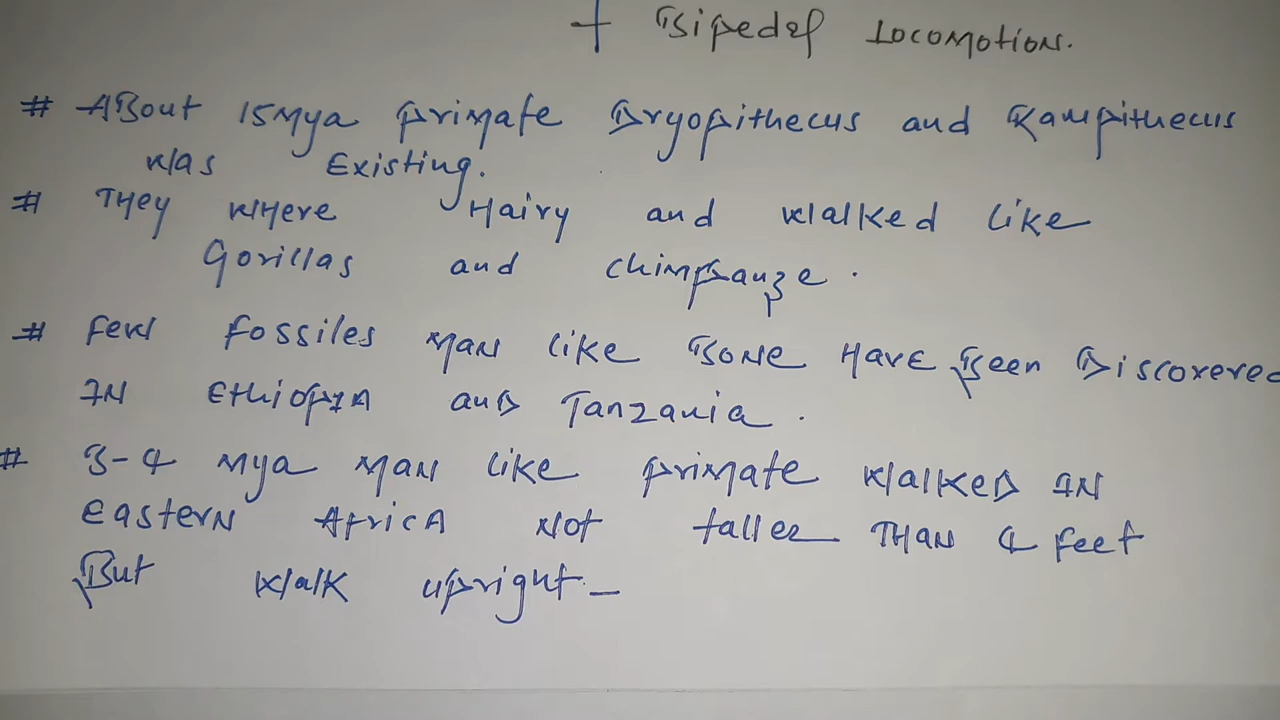 + Bipedal Locomotion.
# About 15mya primate Dryopithecus and Rampithecus
was Existing.
# They where Hairy and walked like
Gorillas and chimpanze.
# Few fossiles man like Bone Have Been Discovered
In Ethiopia and Tanzania.
# 3-4 mya man like primate walked in
Eastern Africa not taller Than 4 feet
But walk upright_